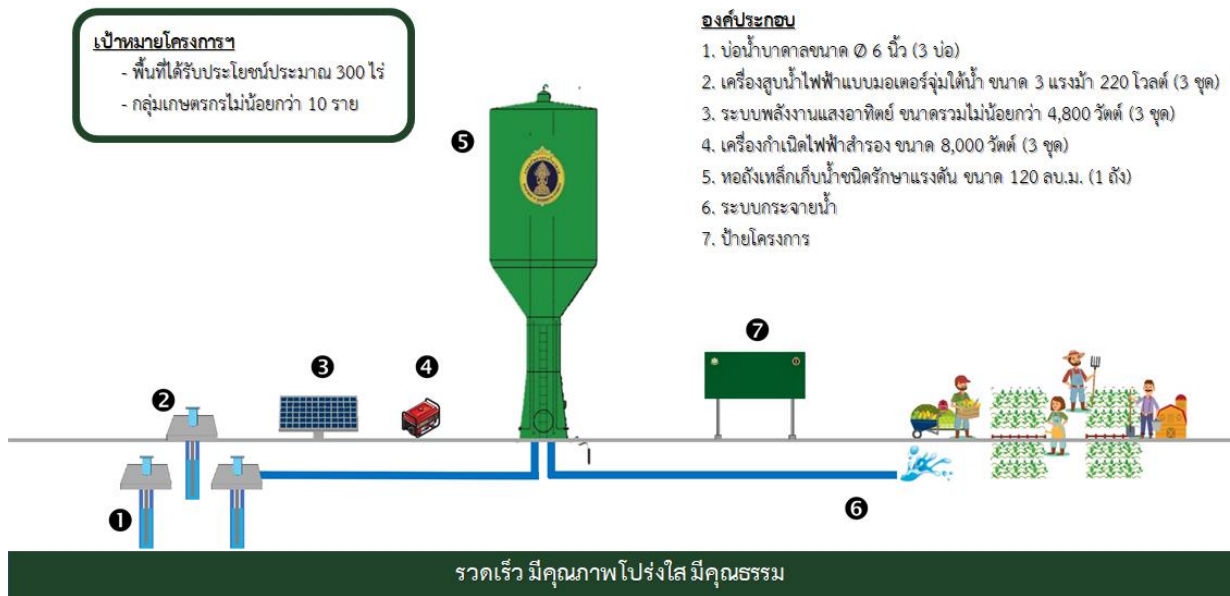 เป้าหมายโครงการฯ
- พื้นที่ได้รับประโยชน์ประมาณ 300 ไร่
- กลุ่มเกษตรกรไม่น้อยกว่า 10 ราย
องค์ประกอบ
1. บ่อน้ำบาดาลขนาด Ø 6 นิ้ว (3 บ่อ)
2. เครื่องสูบน้ำไฟฟ้าแบบมอเตอร์จุ่มใต้น้ำ ขนาด 3 แรงม้า 220 โวลต์ (3 ชุด)
3. ระบบพลังงานแสงอาทิตย์ ขนาดรวมไม่น้อยกว่า 4,800 วัตต์ (3 ชุด)
4. เครื่องกำเนิดไฟฟ้าสำรอง ขนาด 8,000 วัตต์ (3 ชุด)
5. หอถังเหล็กเก็บน้ำชนิดรักษาแรงดัน ขนาด 120 ลบ.ม. (1 ถัง)
6. ระบบกระจายน้ำ
7. ป้ายโครงการ
❺
❼
❸
❹
❷
❶
❻
รวดเร็ว มีคุณภาพโปร่งใส มีคุณธรรม